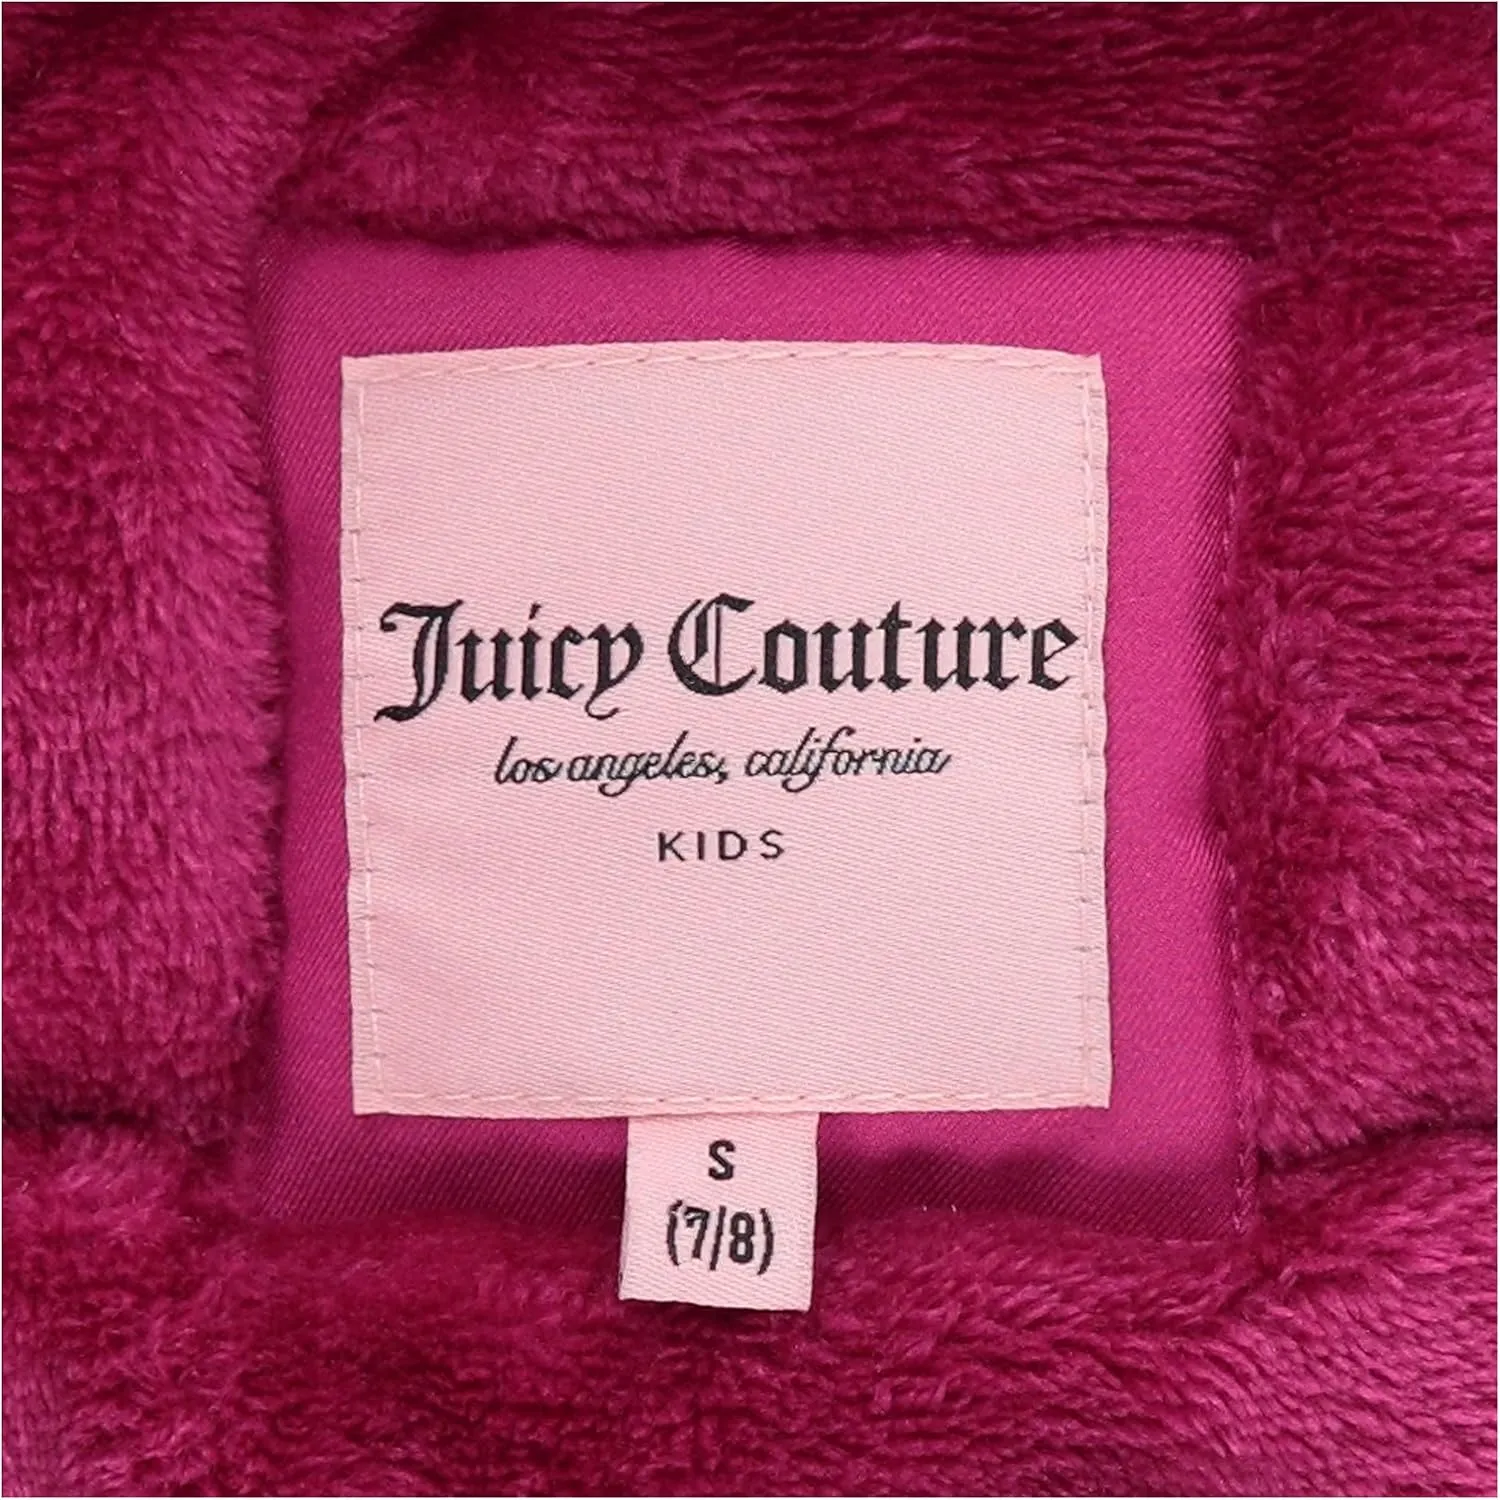 Juicy Couture
los angeles, california
KIDS
S
(7/8)